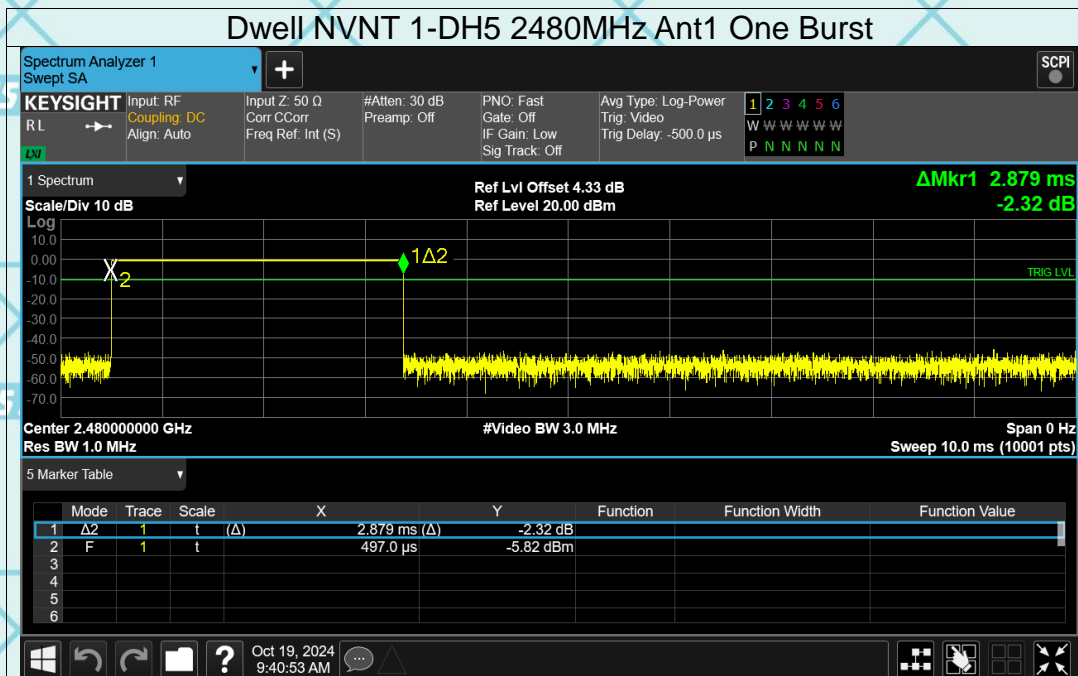 Dwell NVNT 1-DH5 2480MHz Ant1 One Burst
Spectrum Analyzer 1
Swept SA
+
SCPI
KEYSIGHT
R L
LXI
Input: RF
Coupling: DC
Align: Auto
Input Z: 50 Ω
Corr CCorr
Freq Ref: Int (S)
#Atten: 30 dB
Preamp: Off
PNO: Fast
Gate: Off
IF Gain: Low
Sig Track: Off
Avg Type: Log-Power
Trig: Video
Trig Delay: -500.0 µs
1 2 3 4 5 6
W W W W W W
P N N N N N
1 Spectrum
Scale/Div 10 dB
Ref Lvl Offset 4.33 dB
Ref Level 20.00 dBm
ΔMkr1 2.879 ms
-2.32 dB
Log
10.0
0.00
-10.0
-20.0
-30.0
-40.0
-50.0
-60.0
-70.0
X
2
1Δ2
TRIG LVL
Center 2.480000000 GHz
Res BW 1.0 MHz
#Video BW 3.0 MHz
Span 0 Hz
Sweep 10.0 ms (10001 pts)
5 Marker Table
Mode Trace Scale X Y Function Function Width Function Value
1 Δ2 1 t (Δ) 2.879 ms (Δ) -2.32 dB
2 F 1 t 497.0 µs -5.82 dBm
3
4
5
6
?
Oct 19, 2024
9:40:53 AM